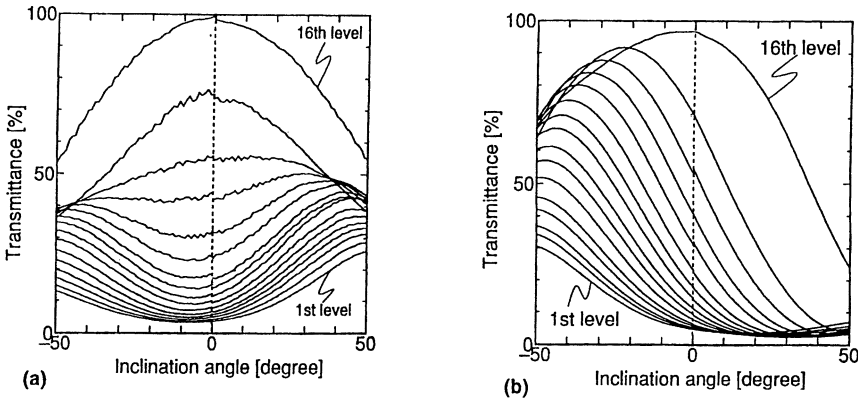 100
16th level
Transmittance [%]
50
1st level
0
-50
0
50
Inclination angle [degree]
(a)
100
16th level
Transmittance [%]
50
1st level
0
-50
0
50
Inclination angle [degree]
(b)